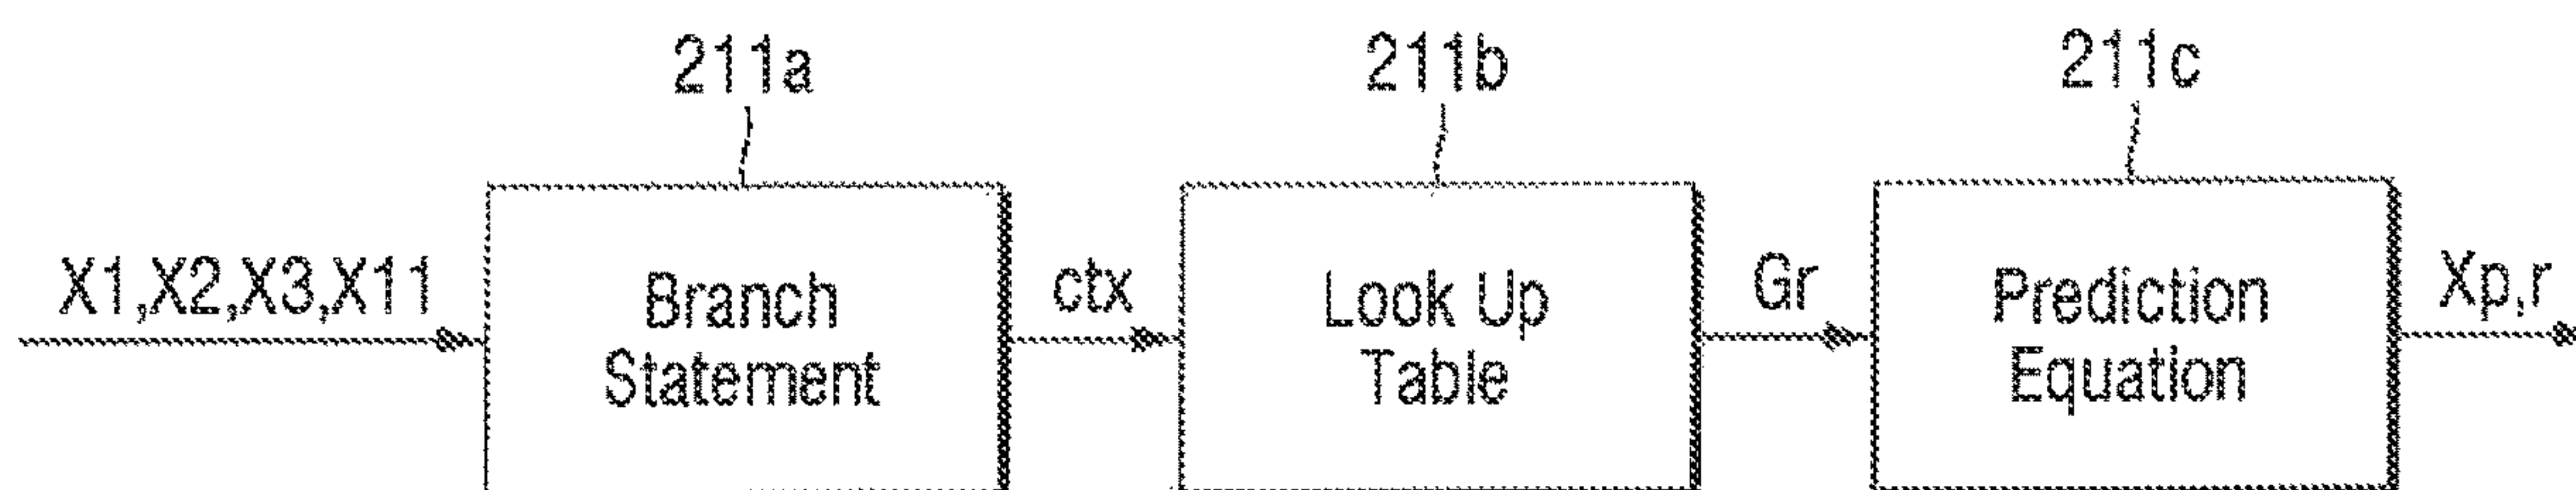 211a
211b
211c
X1,X2,X3,X11
Branch
Statement
ctx
Look Up
Table
Gr
Prediction
Equation
Xp,r